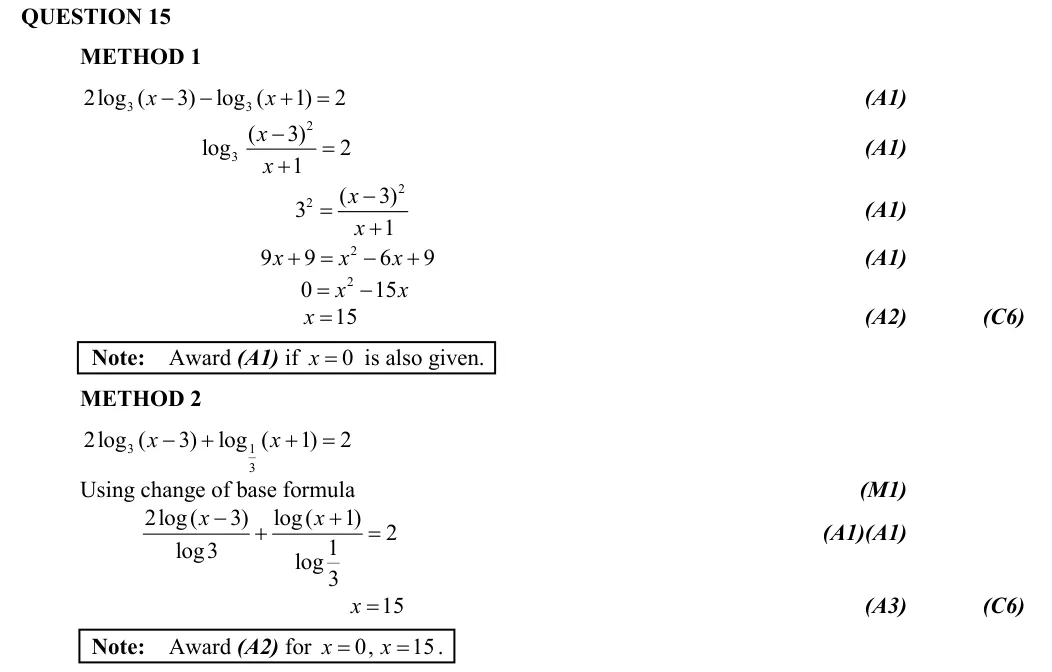 QUESTION 15
METHOD 1
2log₃(x−3)−log₃(x+1)=2 (A1)
log₃ (x−3)²/(x+1) = 2 (A1)
3² = (x−3)²/(x+1) (A1)
9x+9=x²−6x+9 (A1)
0=x²−15x
x=15 (A2) (C6)
Note: Award (A1) if x=0 is also given.
METHOD 2
2log₃(x−3)+log_{1/3}(x+1)=2
Using change of base formula (M1)
2log(x−3)/log3 + log(x+1)/log(1/3) = 2 (A1)(A1)
x=15 (A3) (C6)
Note: Award (A2) for x=0, x=15.